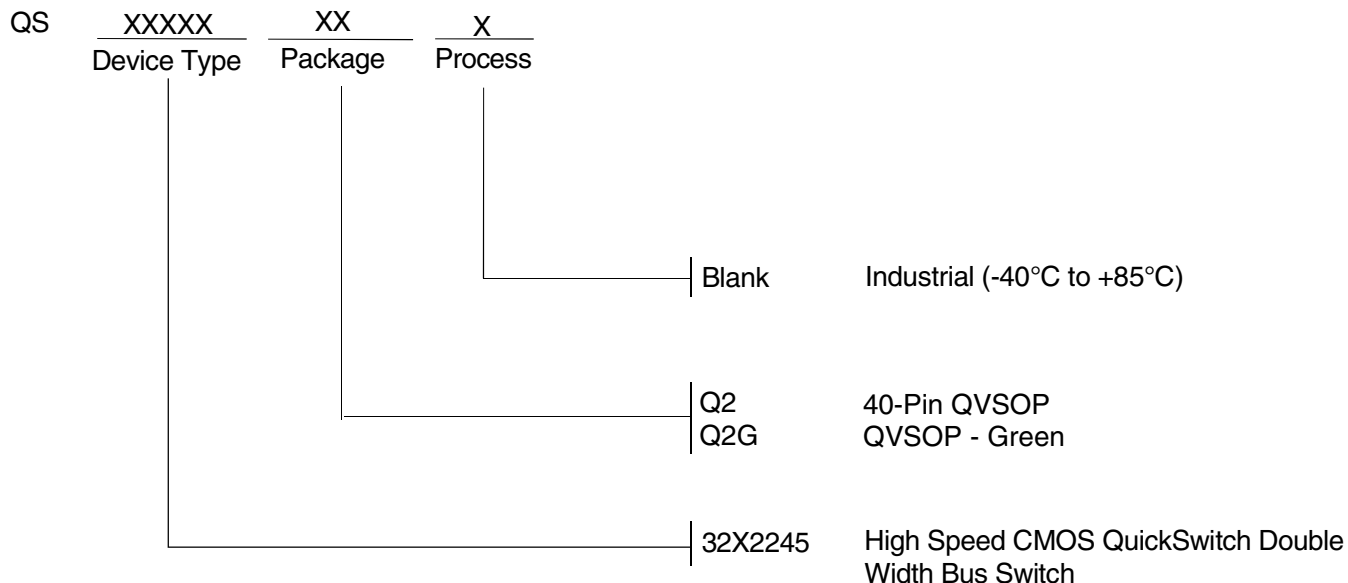 QS XXXXX XX X
Device Type Package Process
Blank Industrial (-40°C to +85°C)
Q2 40-Pin QVSOP
Q2G QVSOP - Green
32X2245 High Speed CMOS QuickSwitch Double
Width Bus Switch